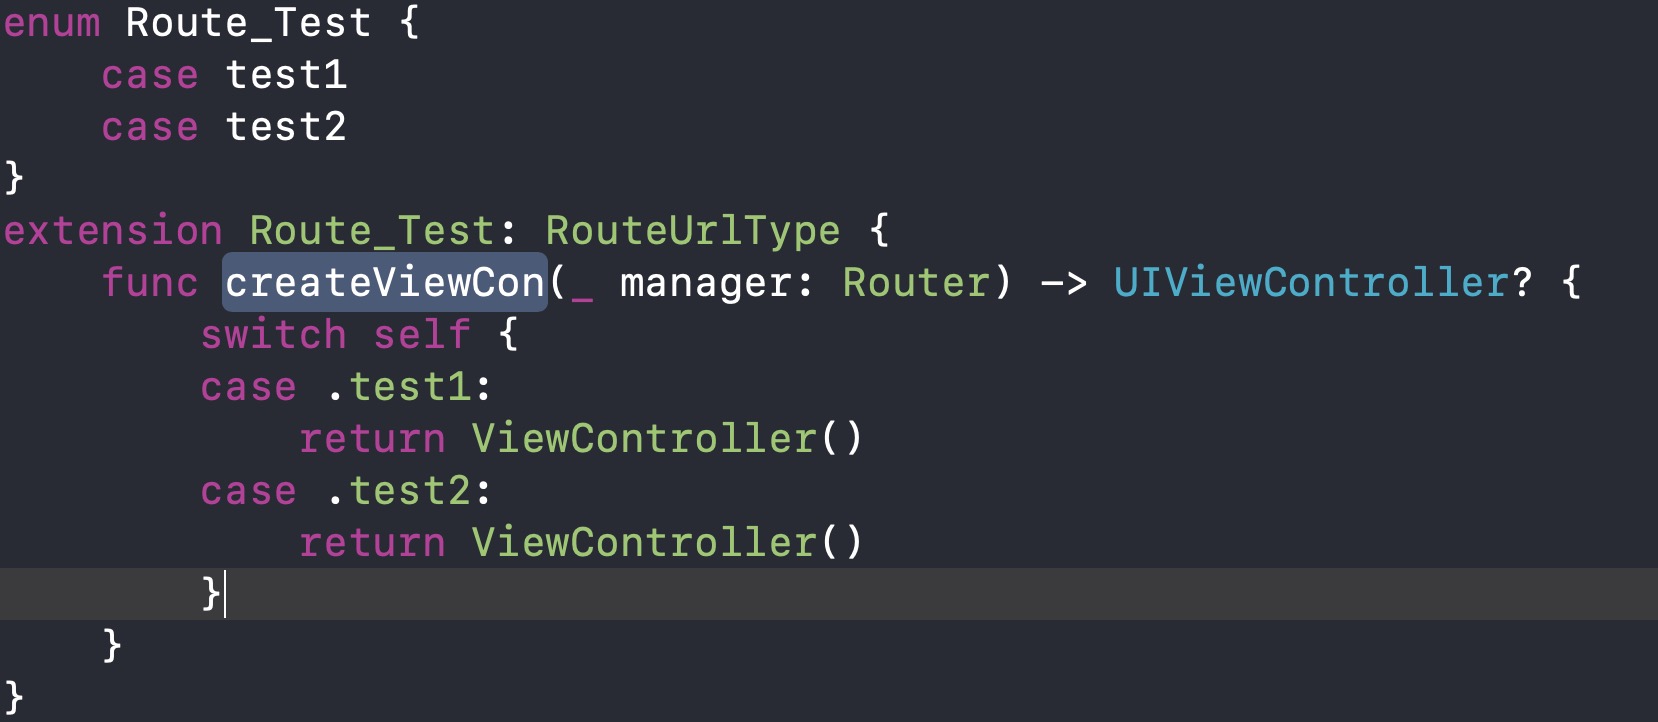 enum Route_Test {
    case test1
    case test2
}
extension Route_Test: RouteUrlType {
    func createViewCon(_ manager: Router) -> UIViewController? {
        switch self {
        case .test1:
            return ViewController()
        case .test2:
            return ViewController()
        }
    }
}